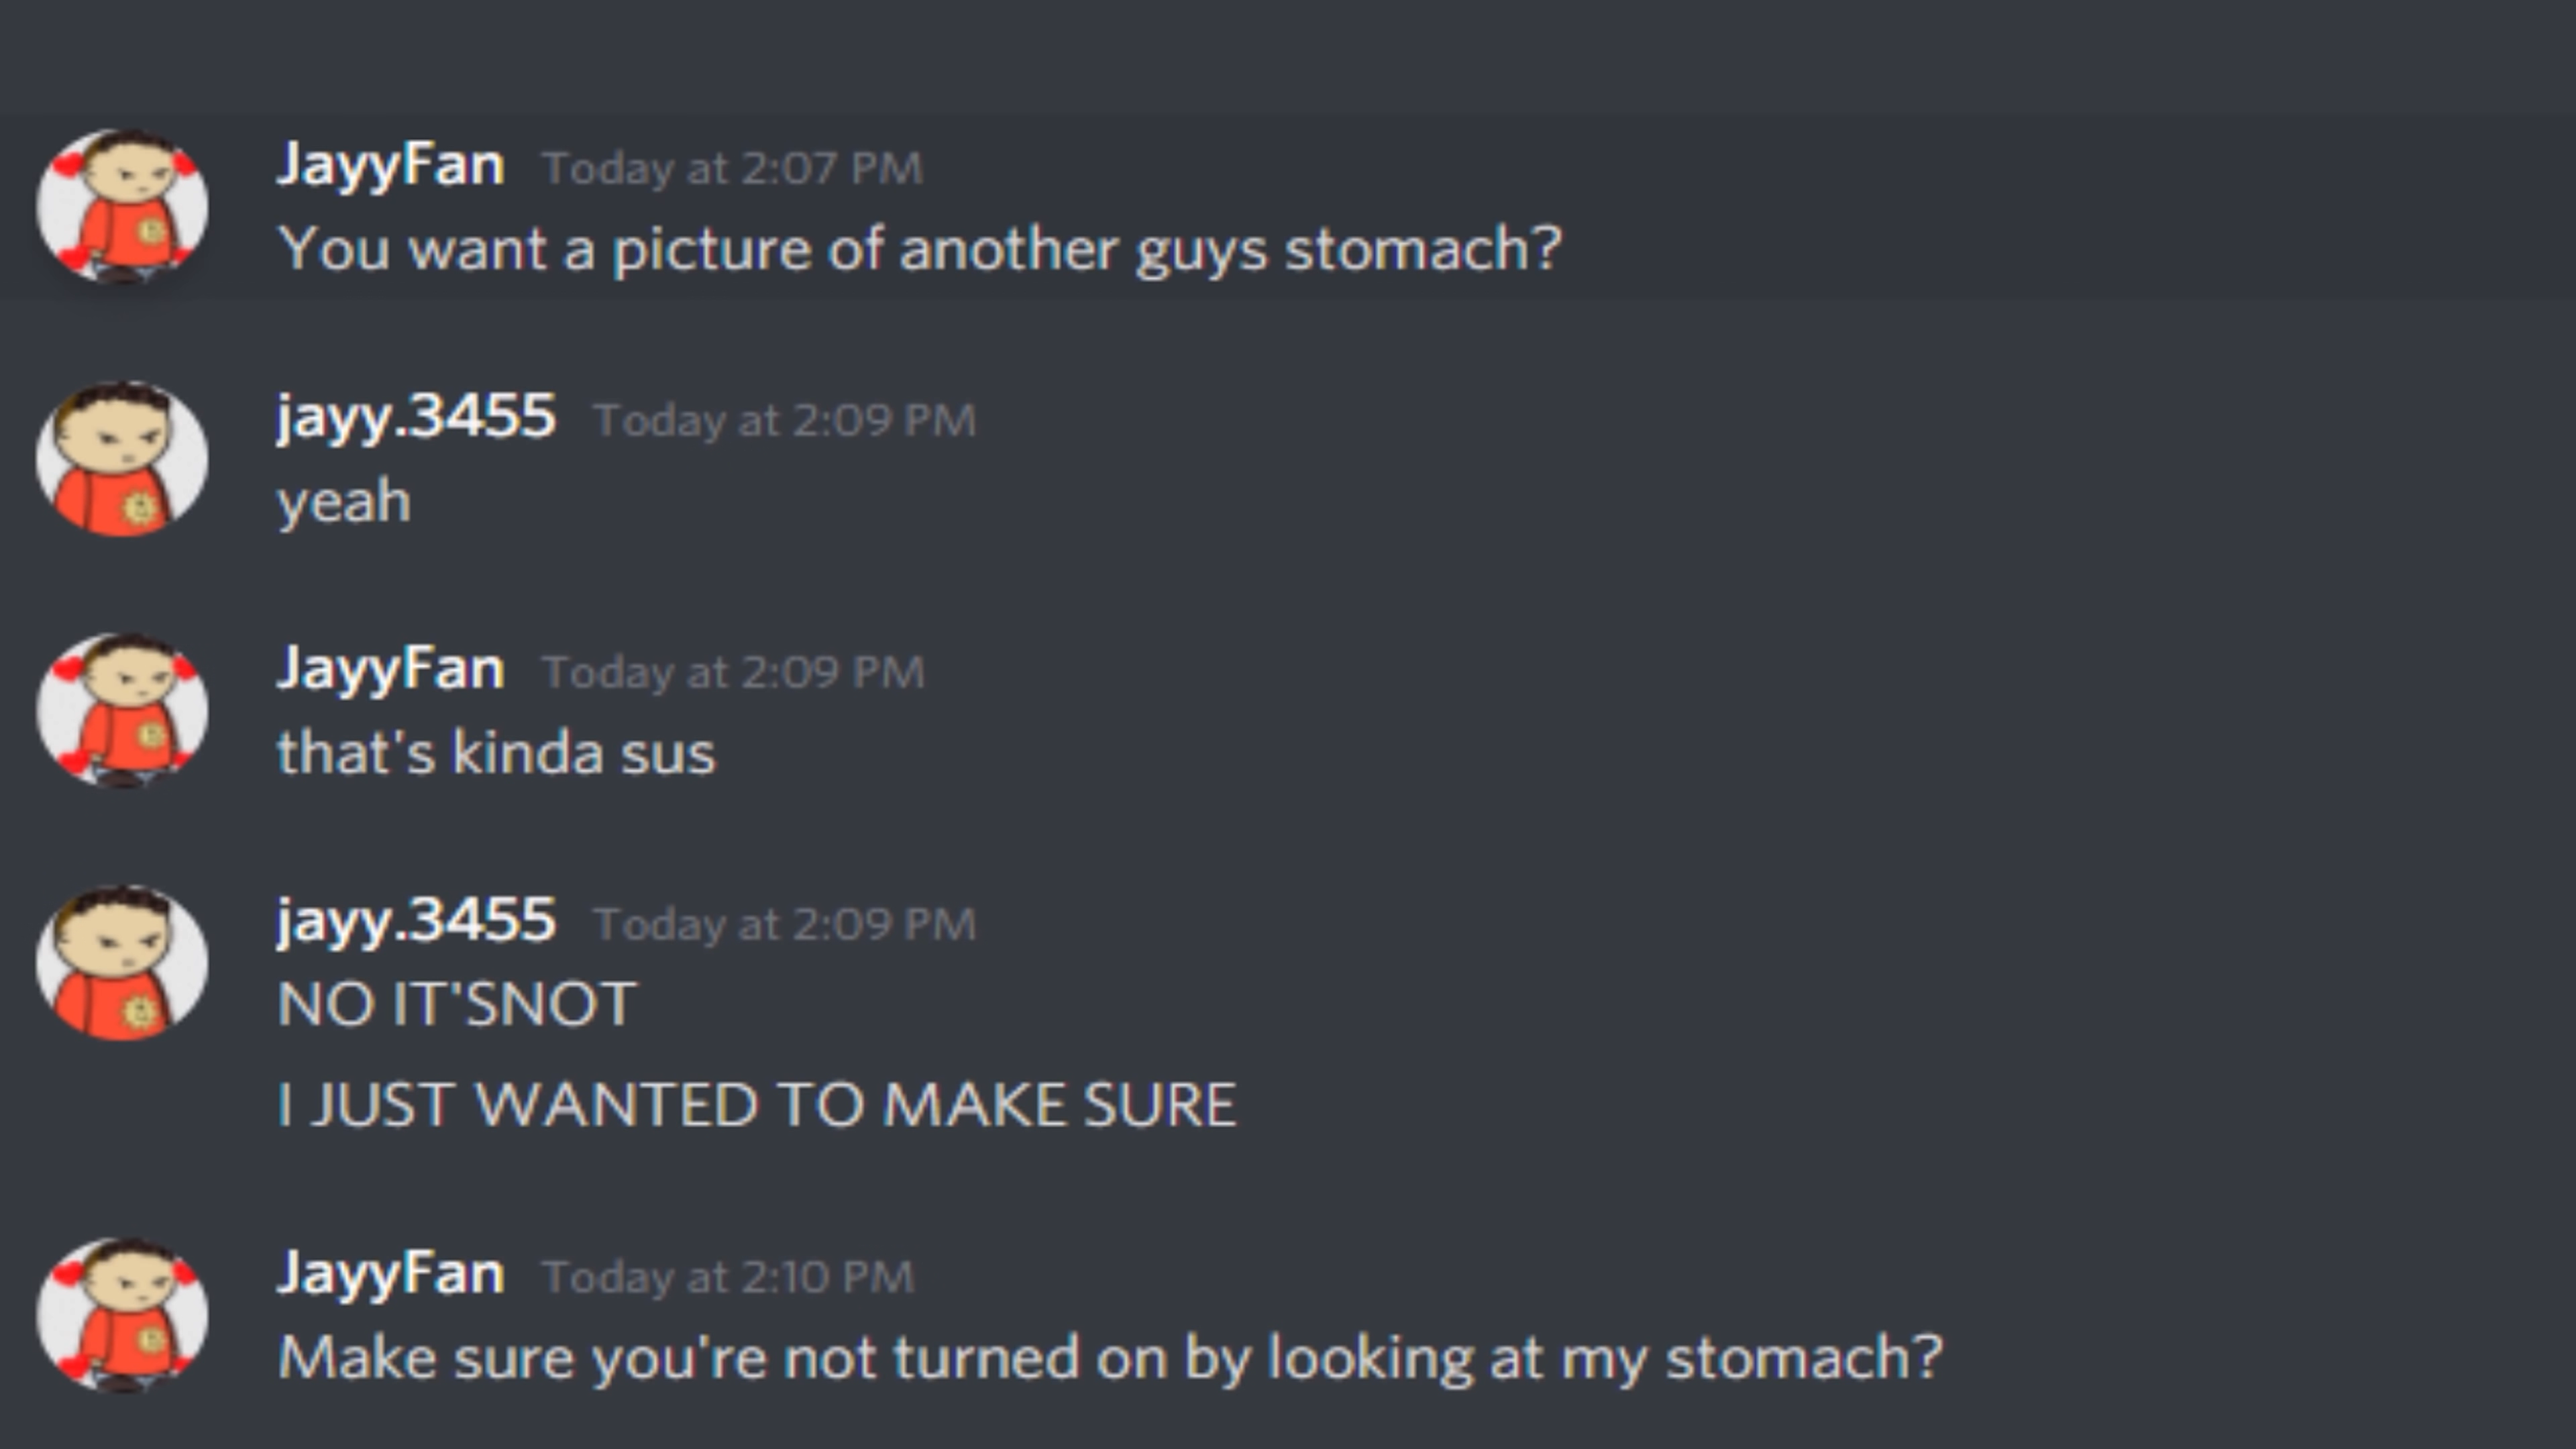 JayyFan Today at 2:07 PM
You want a picture of another guys stomach?
jayy.3455 Today at 2:09 PM
yeah
JayyFan Today at 2:09 PM
that's kinda sus
jayy.3455 Today at 2:09 PM
NO IT'SNOT
I JUST WANTED TO MAKE SURE
JayyFan Today at 2:10 PM
Make sure you're not turned on by looking at my stomach?